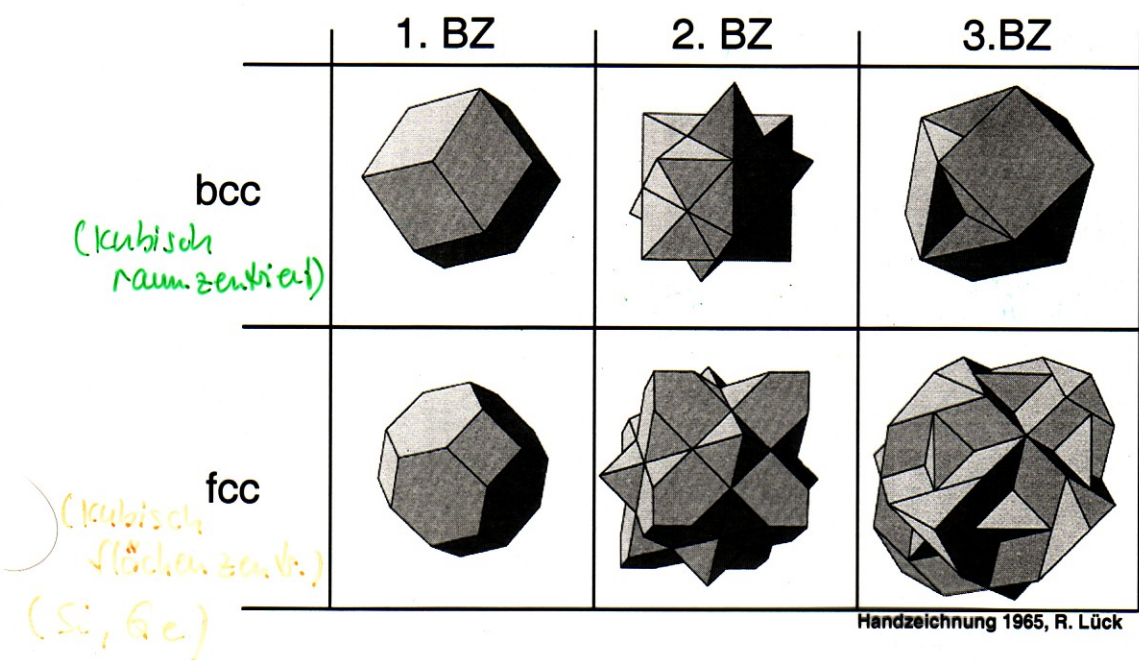 1. BZ 2. BZ 3.BZ
bcc
(kubisch
raumzentriert)
fcc
(kubisch
flächenzentr.)
(Si, Ge)
Handzeichnung 1965, R. Lück